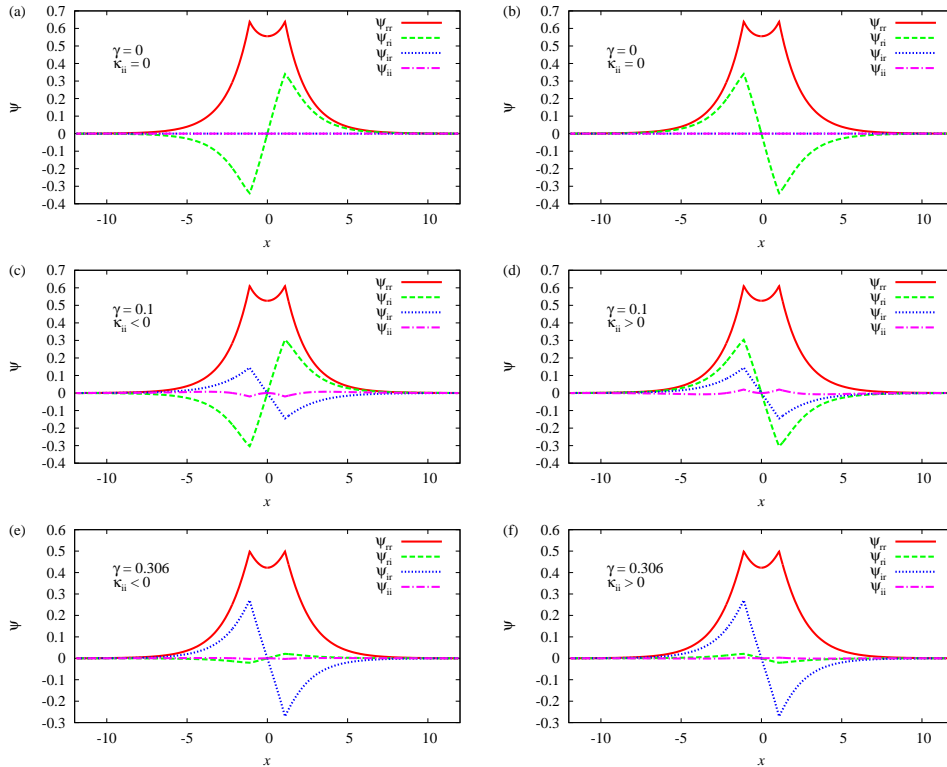 (a)
ψ
0.7
0.6
0.5
0.4
0.3
0.2
0.1
0
-0.1
-0.2
-0.3
-0.4
γ = 0
κii = 0
ψrr
ψri
ψir
ψii
-10 -5 0 5 10
x
(b)
ψ
0.7
0.6
0.5
0.4
0.3
0.2
0.1
0
-0.1
-0.2
-0.3
-0.4
γ = 0
κii = 0
ψrr
ψri
ψir
ψii
-10 -5 0 5 10
x
(c)
ψ
0.7
0.6
0.5
0.4
0.3
0.2
0.1
0
-0.1
-0.2
-0.3
-0.4
γ = 0.1
κii < 0
ψrr
ψri
ψir
ψii
-10 -5 0 5 10
x
(d)
ψ
0.7
0.6
0.5
0.4
0.3
0.2
0.1
0
-0.1
-0.2
-0.3
-0.4
γ = 0.1
κii > 0
ψrr
ψri
ψir
ψii
-10 -5 0 5 10
x
(e)
ψ
0.6
0.5
0.4
0.3
0.2
0.1
0
-0.1
-0.2
-0.3
γ = 0.306
κii < 0
ψrr
ψri
ψir
ψii
-10 -5 0 5 10
x
(f)
ψ
0.6
0.5
0.4
0.3
0.2
0.1
0
-0.1
-0.2
-0.3
γ = 0.306
κii > 0
ψrr
ψri
ψir
ψii
-10 -5 0 5 10
x